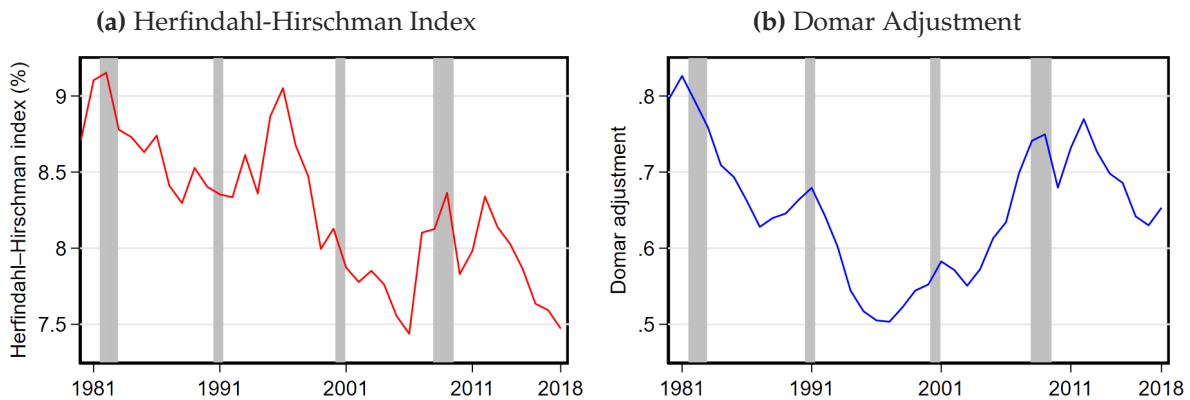 (a) Herfindahl-Hirschman Index
Herfindahl–Hirschman index (%)
9
8.5
8
7.5
1981 1991 2001 2011 2018
(b) Domar Adjustment
Domar adjustment
.8
.7
.6
.5
1981 1991 2001 2011 2018